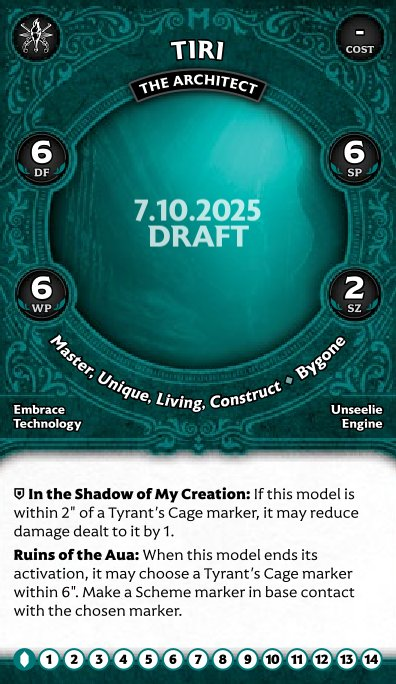 -
COST
TIRI
THE ARCHITECT
6
DF
6
SP
7.10.2025
DRAFT
6
WP
2
SZ
Master, Unique, Living, Construct ⬥ Bygone
Embrace
Technology
Unseelie
Engine
In the Shadow of My Creation: If this model is
within 2" of a Tyrant's Cage marker, it may reduce
damage dealt to it by 1.
Ruins of the Aua: When this model ends its
activation, it may choose a Tyrant's Cage marker
within 6". Make a Scheme marker in base contact
with the chosen marker.
1 2 3 4 5 6 7 8 9 10 11 12 13 14